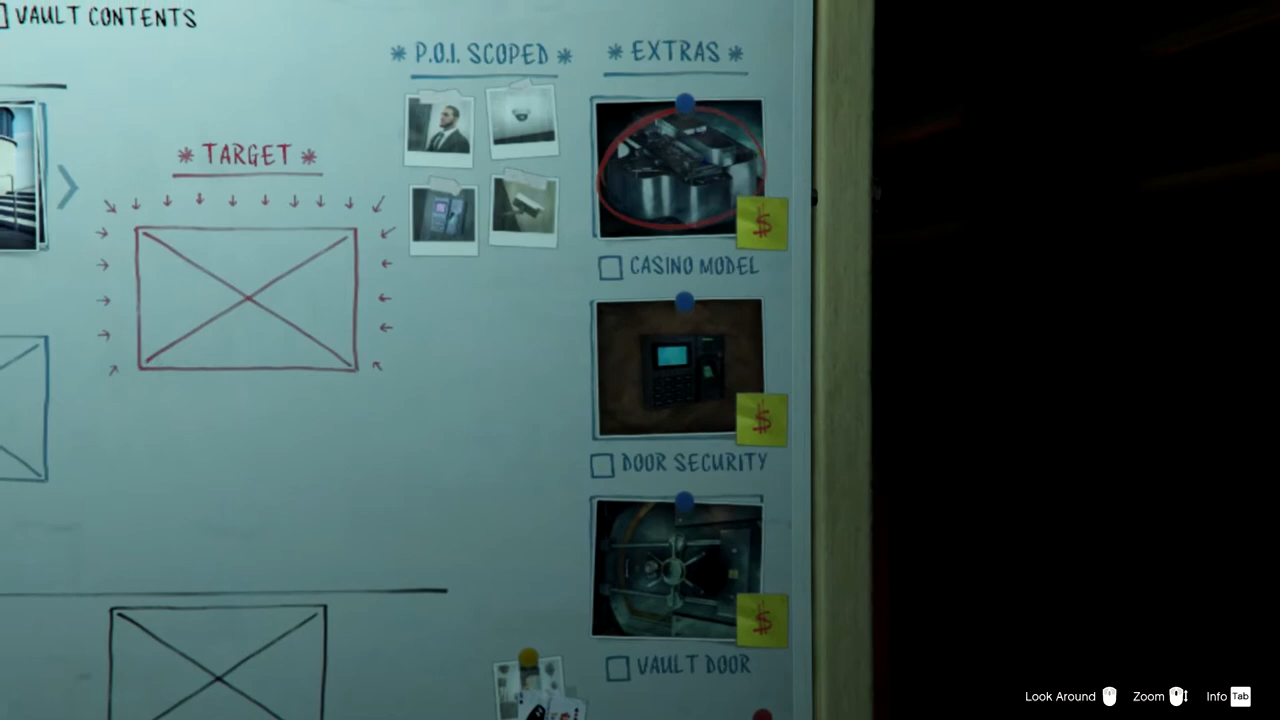 VAULT CONTENTS
* P.O.I. SCOPED *
* EXTRAS *
* TARGET *
$
CASINO MODEL
$
DOOR SECURITY
$
VAULT DOOR
Look Around
Zoom
Info
Tab